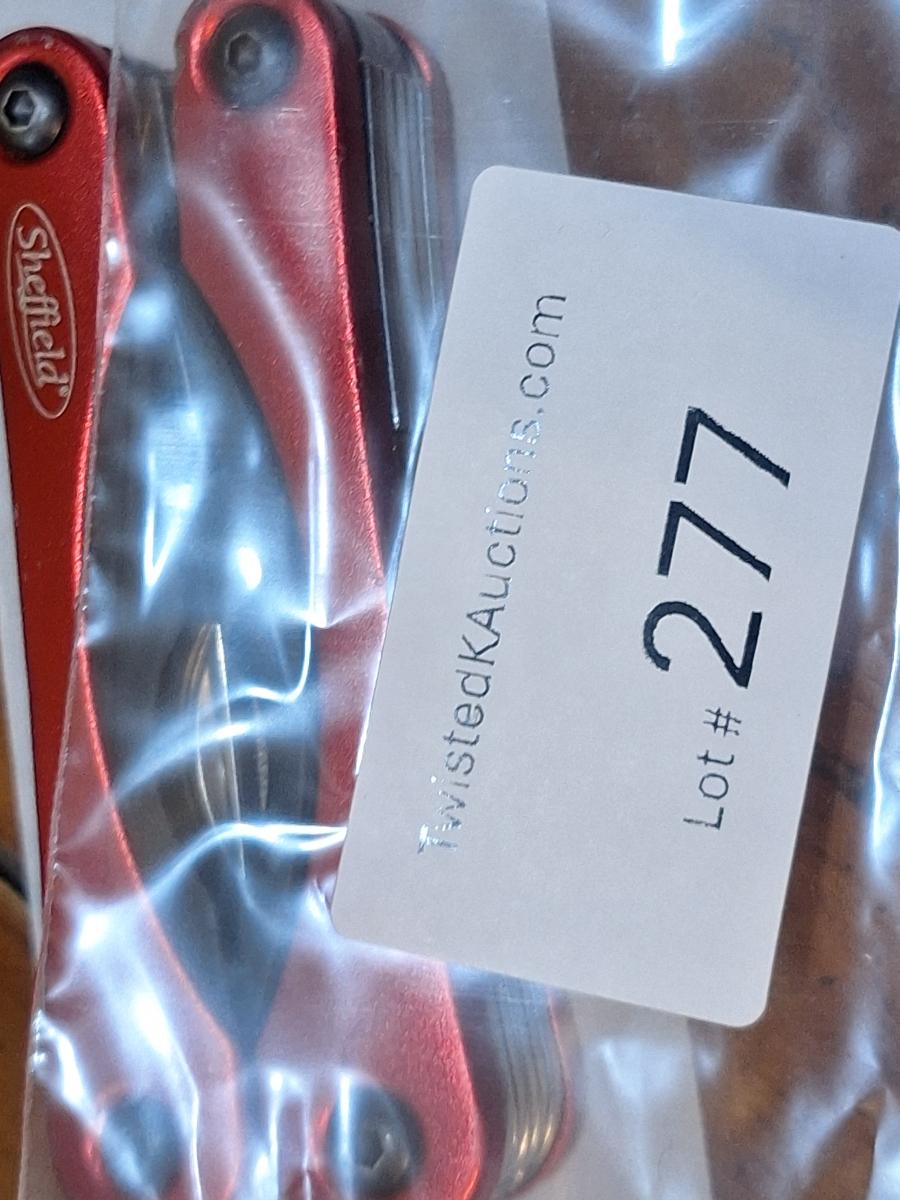 Sheffield®
TwistedKAuctions.com
Lot # 277